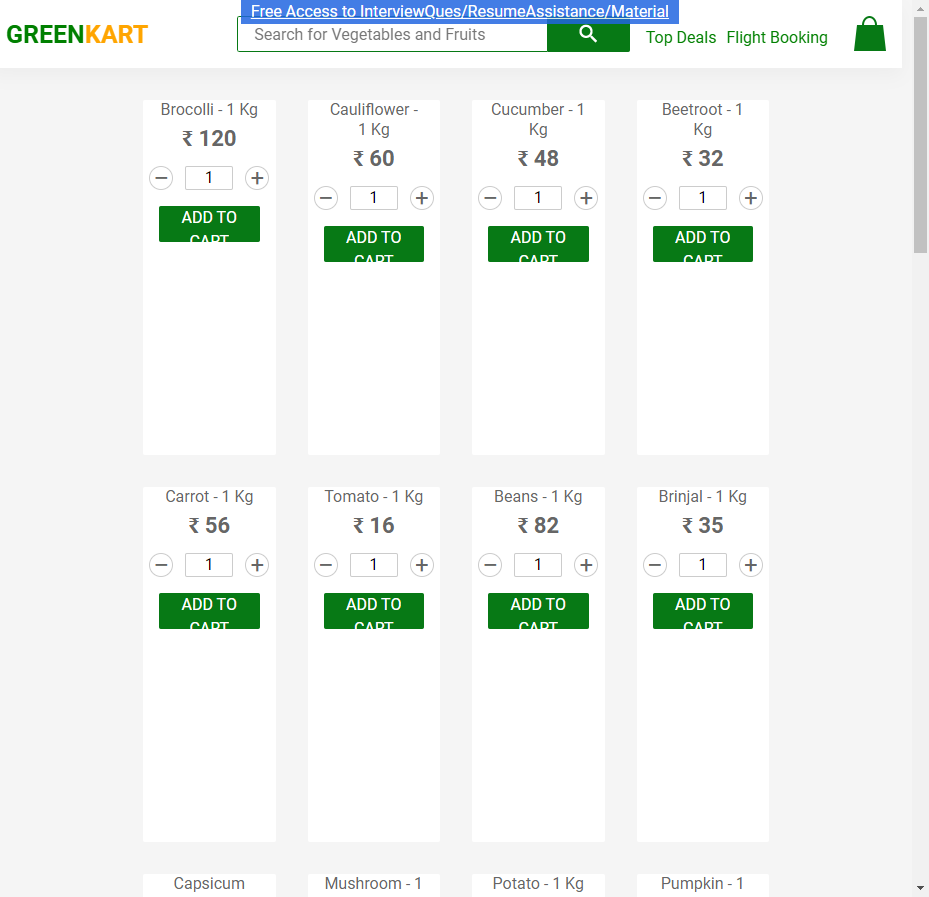 Free Access to InterviewQues/ResumeAssistance/Material
GREENKART
Search for Vegetables and Fruits
Top Deals
Flight Booking
Brocolli - 1 Kg
₹ 120
1
ADD TO
CART
Cauliflower -
1 Kg
₹ 60
1
ADD TO
CART
Cucumber - 1
Kg
₹ 48
1
ADD TO
CART
Beetroot - 1
Kg
₹ 32
1
ADD TO
CART
Carrot - 1 Kg
₹ 56
1
ADD TO
CART
Tomato - 1 Kg
₹ 16
1
ADD TO
CART
Beans - 1 Kg
₹ 82
1
ADD TO
CART
Brinjal - 1 Kg
₹ 35
1
ADD TO
CART
Capsicum
Mushroom - 1
Potato - 1 Kg
Pumpkin - 1